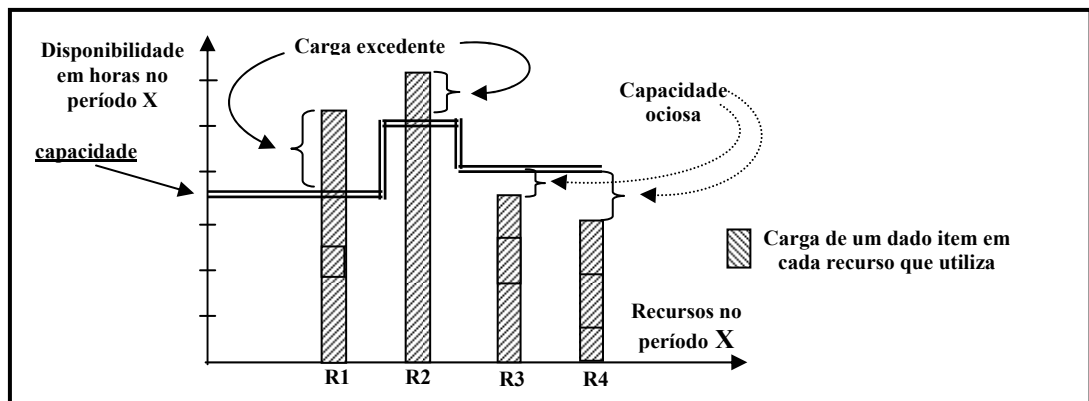 Disponibilidade
em horas no
período X
Carga excedente
Capacidade
ociosa
capacidade
Carga de um dado item em
cada recurso que utiliza
Recursos no
período X
R1
R2
R3
R4